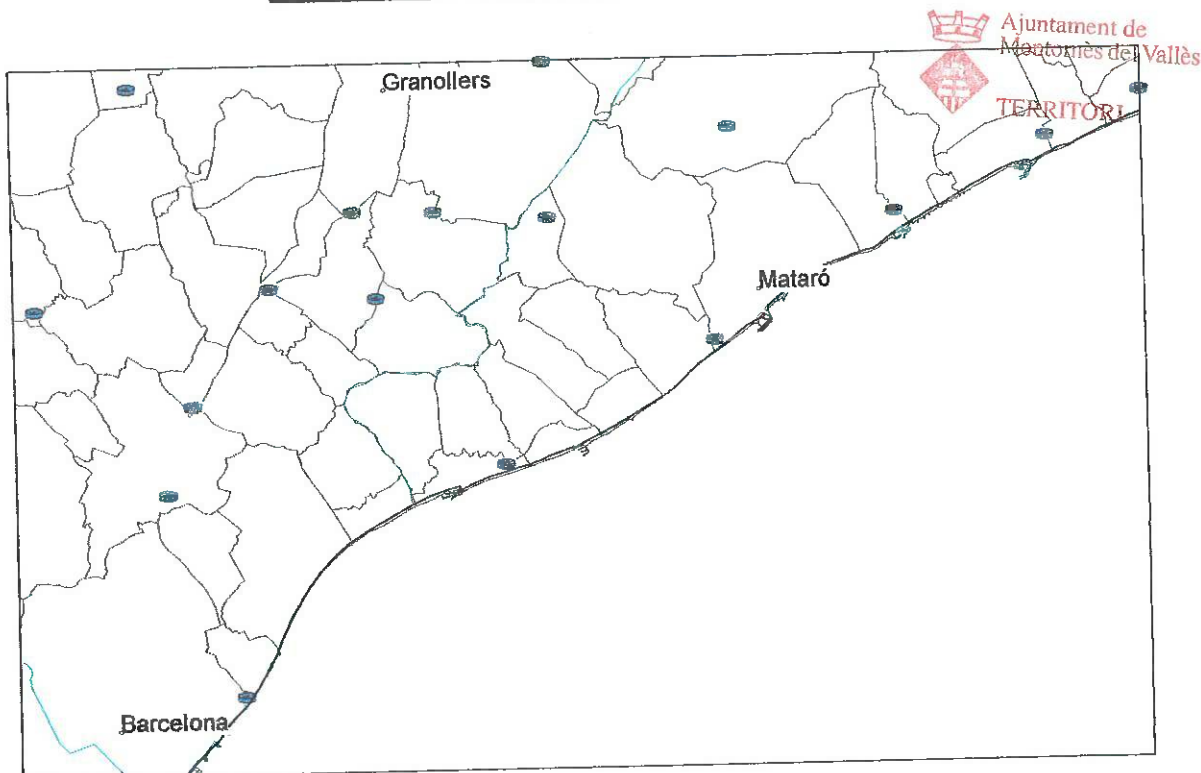 Ajuntament de
Montornès del Vallès
TERRITORI
Granollers
Mataró
Barcelona